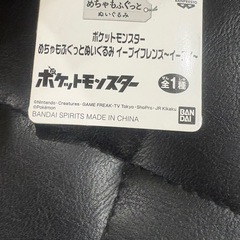 めちゃもふぐっと
ぬいぐるみ
BANPRESTO
ポケットモンスター
めちゃもふぐっとぬいぐるみ イーブイフレンズ〜イーブイ〜
ポケットモンスター
全1種
©Nintendo・Creatures・GAME FREAK・TV Tokyo・ShoPro・JR Kikaku
©Pokémon
BANDAI SPIRITS MADE IN CHINA
BAN
DAI